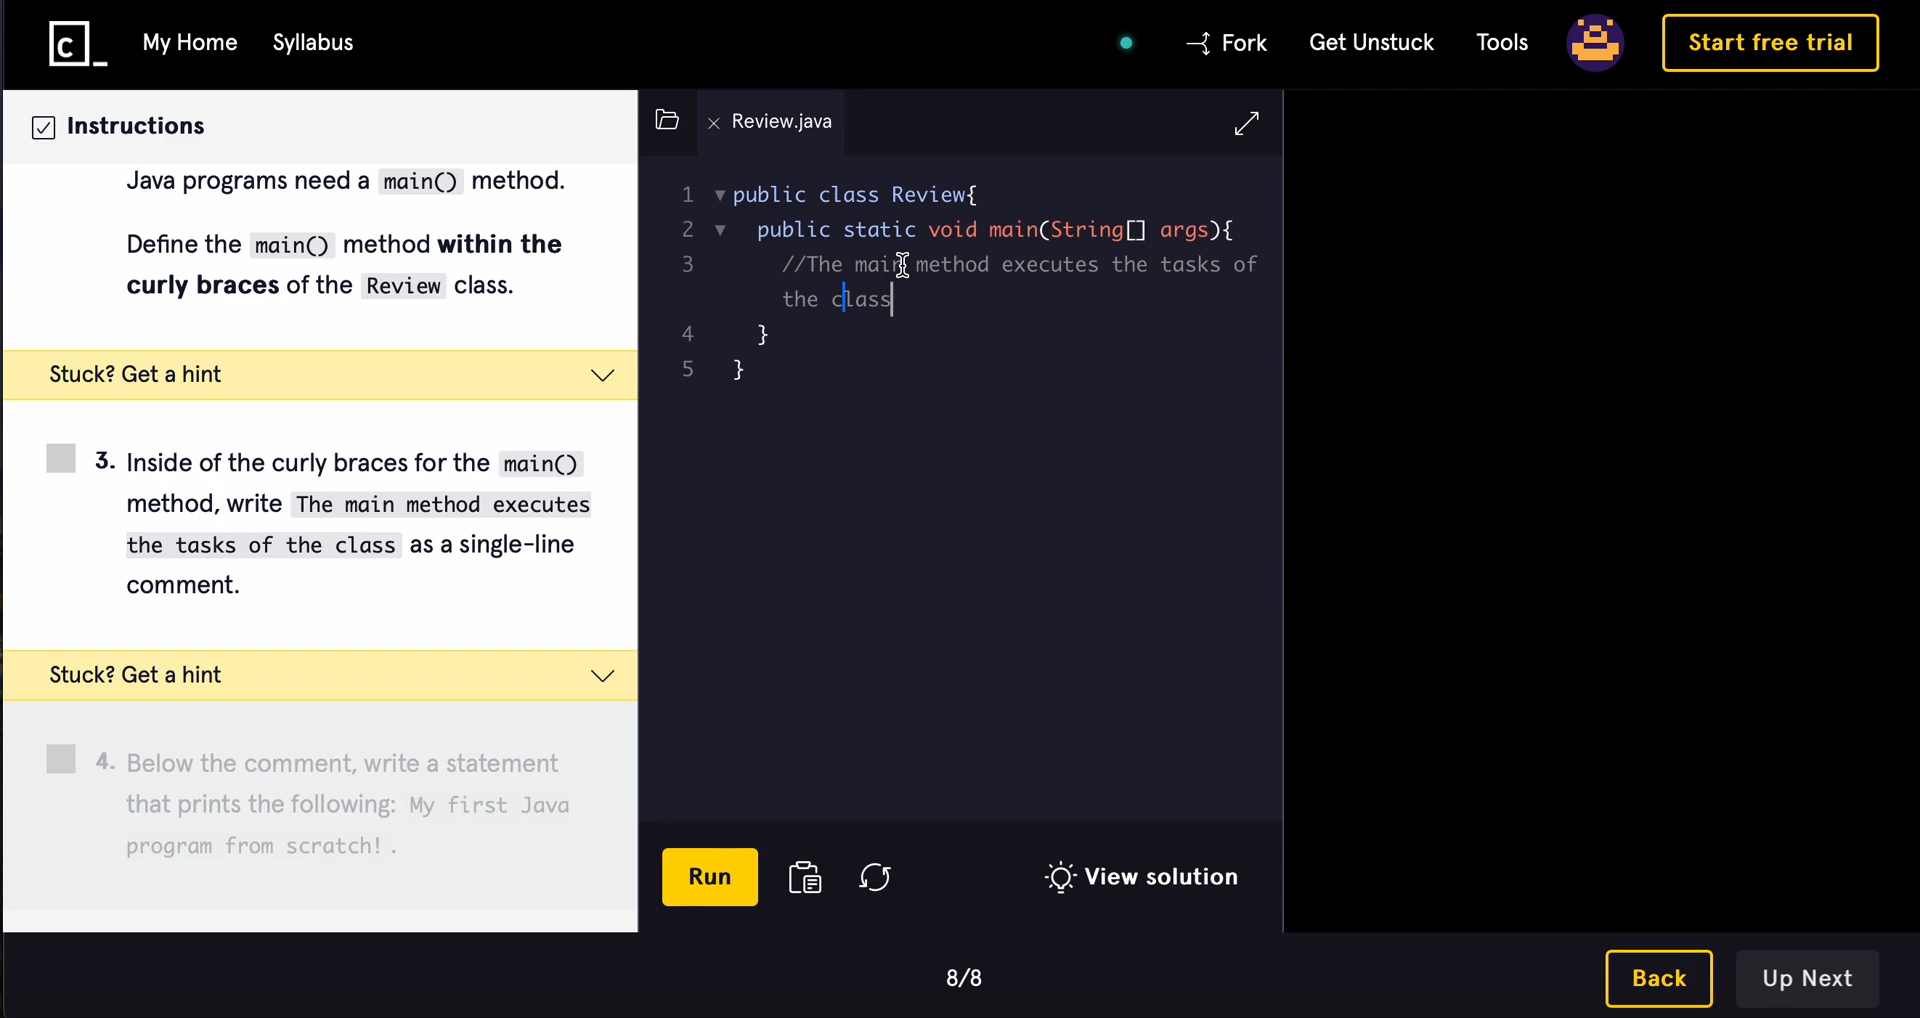 c_
My Home
Syllabus
Fork
Get Unstuck
Tools
Start free trial
Instructions
Java programs need a main() method.
Define the main() method within the
curly braces of the Review class.
Stuck? Get a hint
3. Inside of the curly braces for the main()
method, write The main method executes
the tasks of the class as a single-line
comment.
Stuck? Get a hint
4. Below the comment, write a statement
that prints the following: My first Java
program from scratch! .
Review.java
1 public class Review{
2 public static void main(String[] args){
3 //The main method executes the tasks of
the class
4 }
5 }
Run
View solution
8/8
Back
Up Next